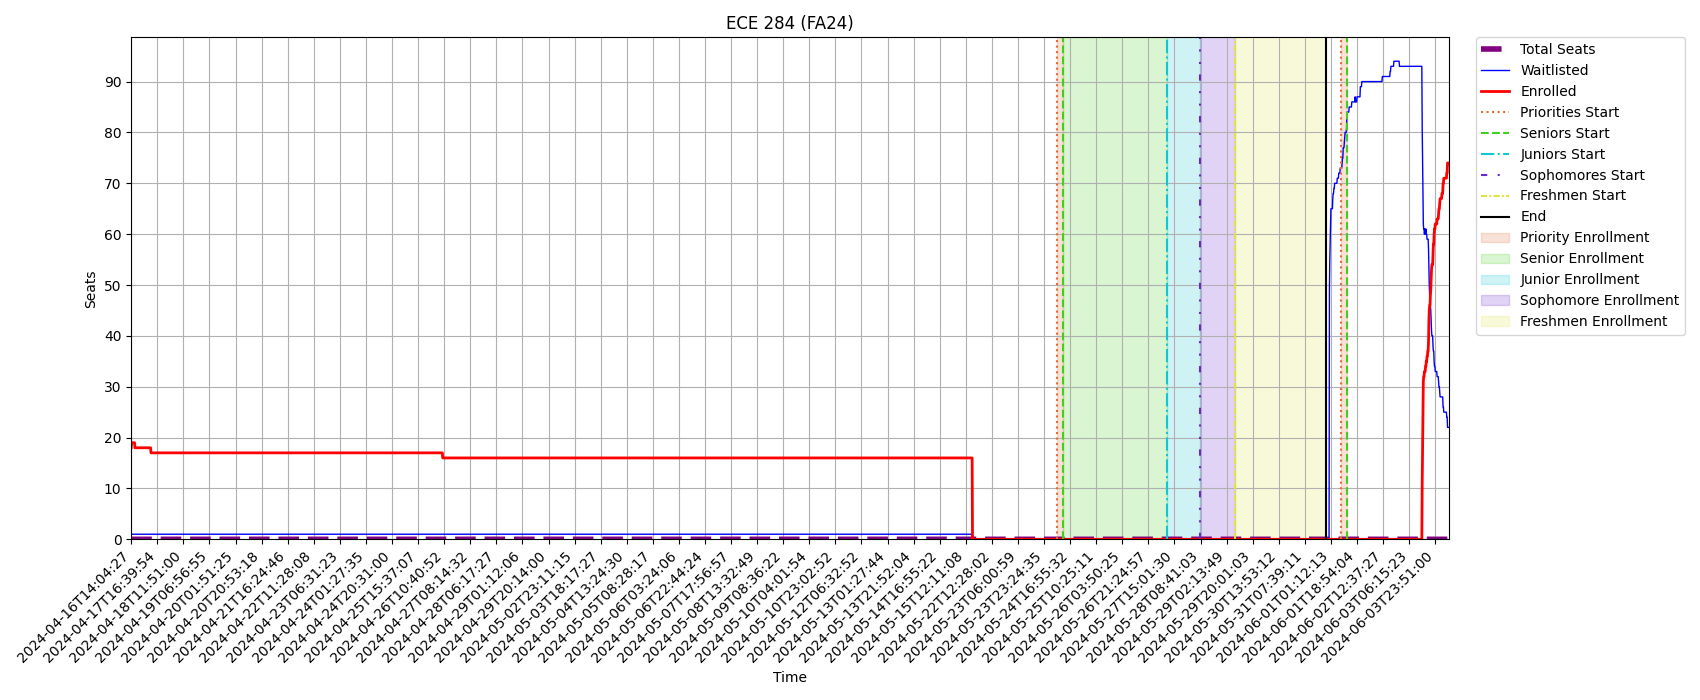 ECE 284 (FA24)
Seats
90
80
70
60
50
40
30
20
10
0
2024-04-16T14:04:27
2024-04-17T16:39:54
2024-04-18T11:51:00
2024-04-19T06:56:55
2024-04-20T01:51:25
2024-04-20T20:53:18
2024-04-21T16:24:46
2024-04-22T11:28:08
2024-04-23T06:31:23
2024-04-24T01:27:35
2024-04-24T20:31:00
2024-04-25T15:37:07
2024-04-26T10:40:52
2024-04-27T08:14:32
2024-04-28T06:17:27
2024-04-29T01:12:06
2024-04-29T20:14:00
2024-05-02T23:11:15
2024-05-03T18:17:27
2024-05-04T13:24:30
2024-05-05T08:28:17
2024-05-06T03:24:06
2024-05-06T22:44:24
2024-05-07T17:56:57
2024-05-08T13:32:49
2024-05-09T08:36:22
2024-05-10T04:01:54
2024-05-10T23:02:52
2024-05-12T06:32:52
2024-05-13T01:27:44
2024-05-13T21:52:04
2024-05-14T16:55:22
2024-05-15T12:11:08
2024-05-22T12:28:02
2024-05-23T06:00:59
2024-05-23T23:24:35
2024-05-24T16:55:32
2024-05-25T10:25:11
2024-05-26T03:50:25
2024-05-26T21:24:57
2024-05-27T15:01:30
2024-05-28T08:41:03
2024-05-29T02:13:49
2024-05-29T20:01:03
2024-05-30T13:53:12
2024-05-31T07:39:11
2024-06-01T01:12:13
2024-06-01T18:54:04
2024-06-02T12:37:27
2024-06-03T06:15:23
2024-06-03T23:51:00
Time
Total Seats
Waitlisted
Enrolled
Priorities Start
Seniors Start
Juniors Start
Sophomores Start
Freshmen Start
End
Priority Enrollment
Senior Enrollment
Junior Enrollment
Sophomore Enrollment
Freshmen Enrollment